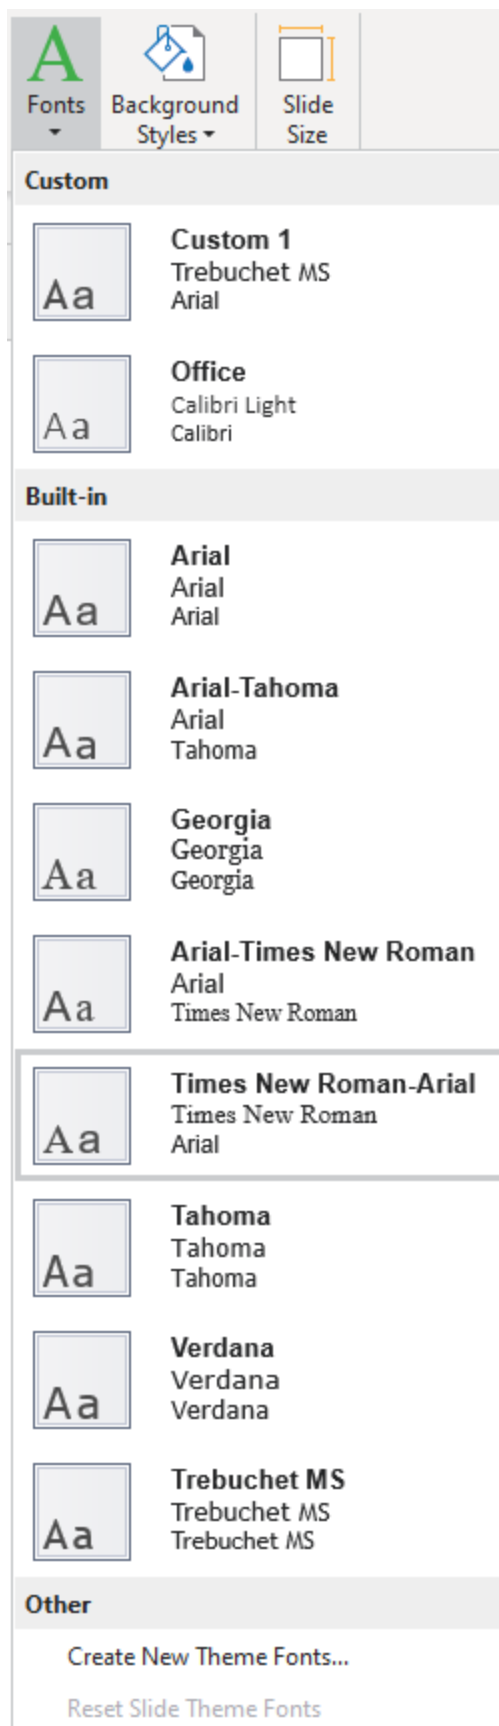 Fonts
Background
Styles
Slide
Size
Custom
Aa
Custom 1
Trebuchet MS
Arial
Aa
Office
Calibri Light
Calibri
Built-in
Aa
Arial
Arial
Arial
Aa
Arial-Tahoma
Arial
Tahoma
Aa
Georgia
Georgia
Georgia
Aa
Arial-Times New Roman
Arial
Times New Roman
Aa
Times New Roman-Arial
Times New Roman
Arial
Aa
Tahoma
Tahoma
Tahoma
Aa
Verdana
Verdana
Verdana
Aa
Trebuchet MS
Trebuchet MS
Trebuchet MS
Other
Create New Theme Fonts...
Reset Slide Theme Fonts